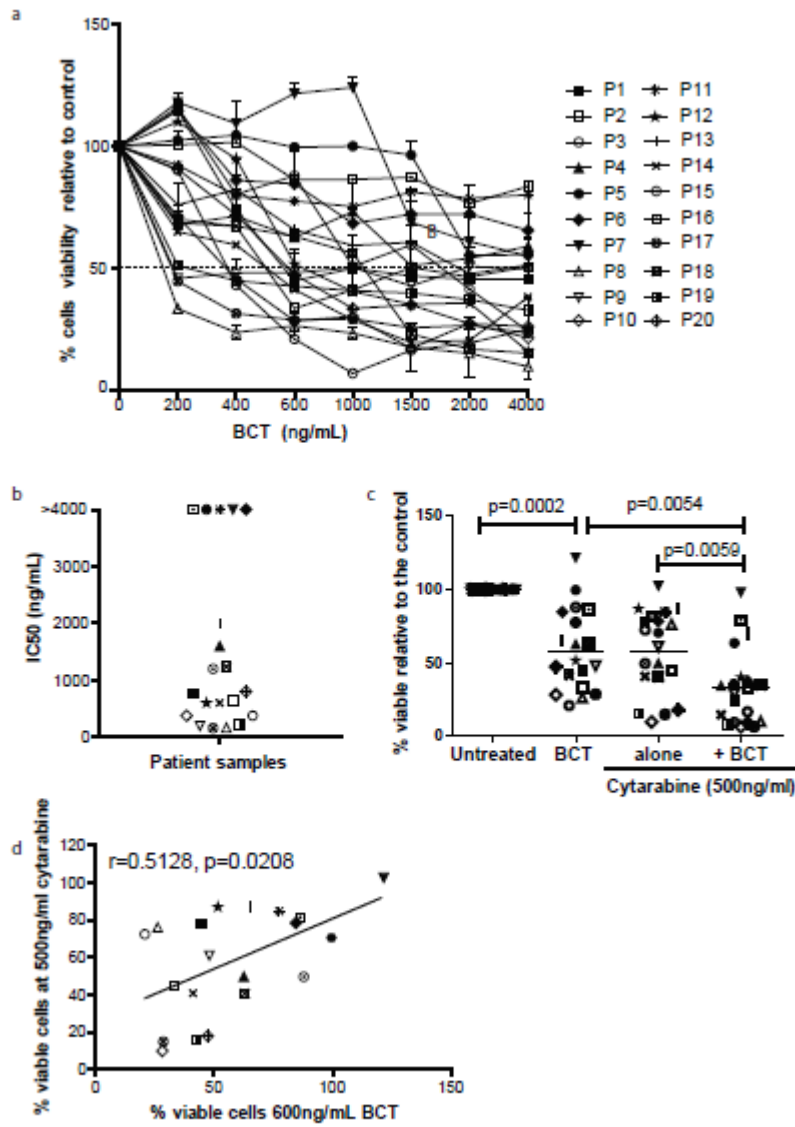 a
150
100
50
0
% cells viability relative to control
0 200 400 600 1000 1500 2000 4000
BCT (ng/mL)
P1 P11
P2 P12
P3 P13
P4 P14
P5 P15
P6 P16
P7 P17
P8 P18
P9 P19
P10 P20
b
>4000
3000
2000
1000
0
IC50 (ng/mL)
Patient samples
c
p=0.0002 p=0.0054
p=0.0059
150
100
50
0
% viable relative to the control
Untreated BCT alone + BCT
Cytarabine (500ng/ml)
d
r=0.5128, p=0.0208
120
100
80
60
40
20
0
% viable cells at 500ng/ml cytarabine
0 50 100 150
% viable cells 600ng/mL BCT